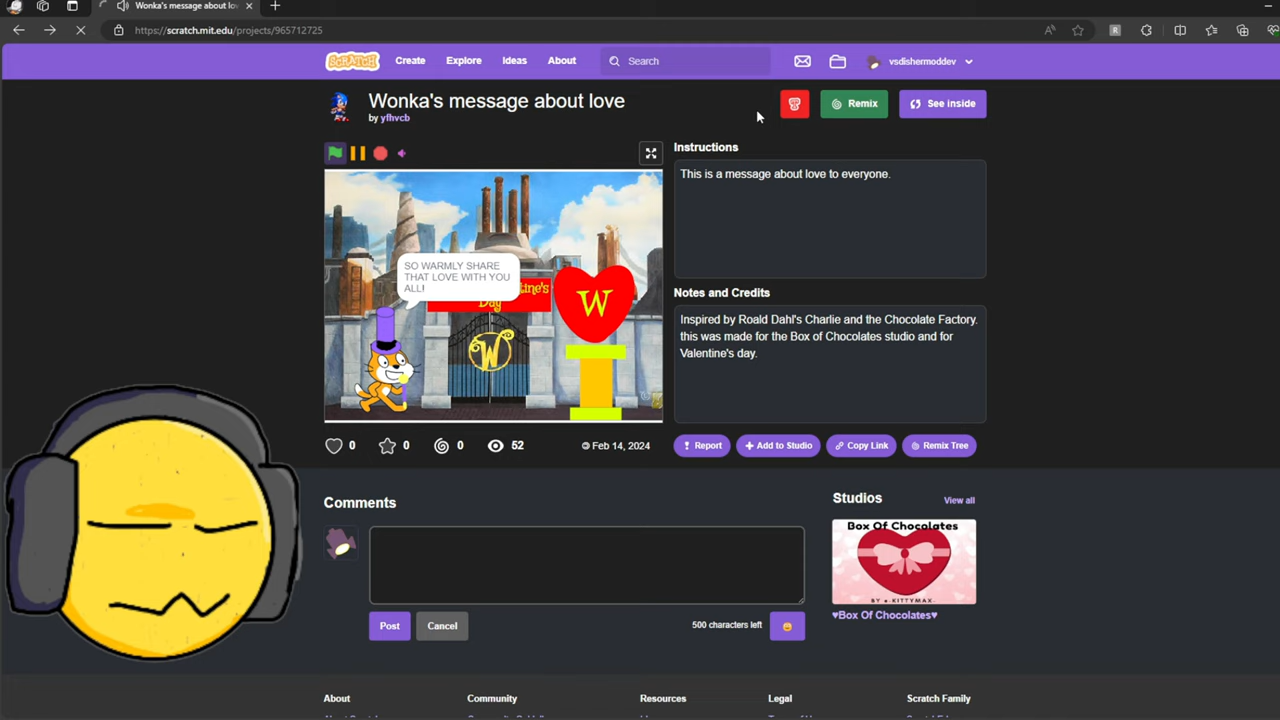 Wonka's message about lov
https://scratch.mit.edu/projects/965712725
SCRATCH
Create
Explore
Ideas
About
Search
vsdishermoddev
Wonka's message about love
by yfhvcb
Remix
See inside
Instructions
This is a message about love to everyone.
SO WARMLY SHARE
THAT LOVE WITH YOU
ALL!
ntine's
Day
W
W
Notes and Credits
Inspired by Roald Dahl's Charlie and the Chocolate Factory.
this was made for the Box of Chocolates studio and for
Valentine's day.
0
0
0
52
© Feb 14, 2024
Report
Add to Studio
Copy Link
Remix Tree
Comments
Studios
View all
Box Of Chocolates
BY x-KITTYMAX-
♥Box Of Chocolates♥
Post
Cancel
500 characters left
About
Community
Resources
Legal
Scratch Family